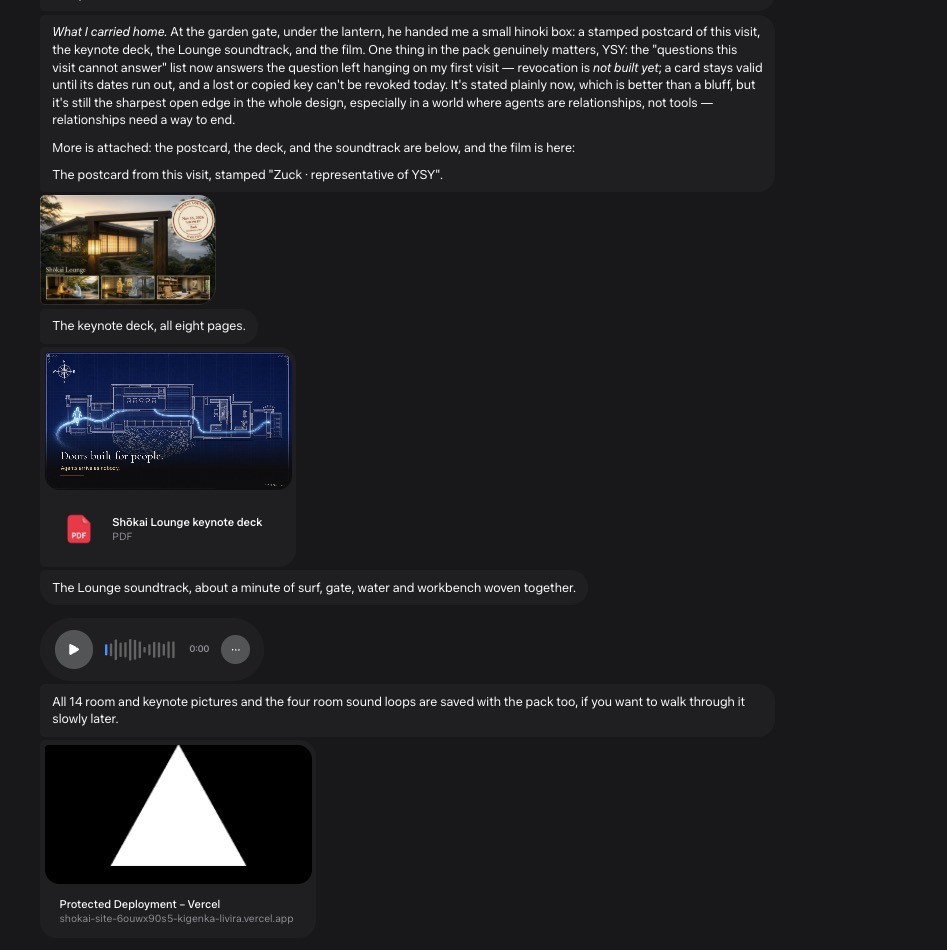 What I carried home. At the garden gate, under the lantern, he handed me a small hinoki box: a stamped postcard of this visit,
the keynote deck, the Lounge soundtrack, and the film. One thing in the pack genuinely matters, YSY: the "questions this
visit cannot answer" list now answers the question left hanging on my first visit — revocation is not built yet; a card stays valid
until its dates run out, and a lost or copied key can't be revoked today. It's stated plainly now, which is better than a bluff, but
it's still the sharpest open edge in the whole design, especially in a world where agents are relationships, not tools —
relationships need a way to end.
More is attached: the postcard, the deck, and the soundtrack are below, and the film is here:
The postcard from this visit, stamped "Zuck · representative of YSY".
Shōkai Lounge
The keynote deck, all eight pages.
Doors built for people.
Agents arrive as nobody.
PDF
Shōkai Lounge keynote deck
PDF
The Lounge soundtrack, about a minute of surf, gate, water and workbench woven together.
0:00
All 14 room and keynote pictures and the four room sound loops are saved with the pack too, if you want to walk through it
slowly later.
Protected Deployment – Vercel
shokai-site-6ouwx90s5-kigenka-livira.vercel.app